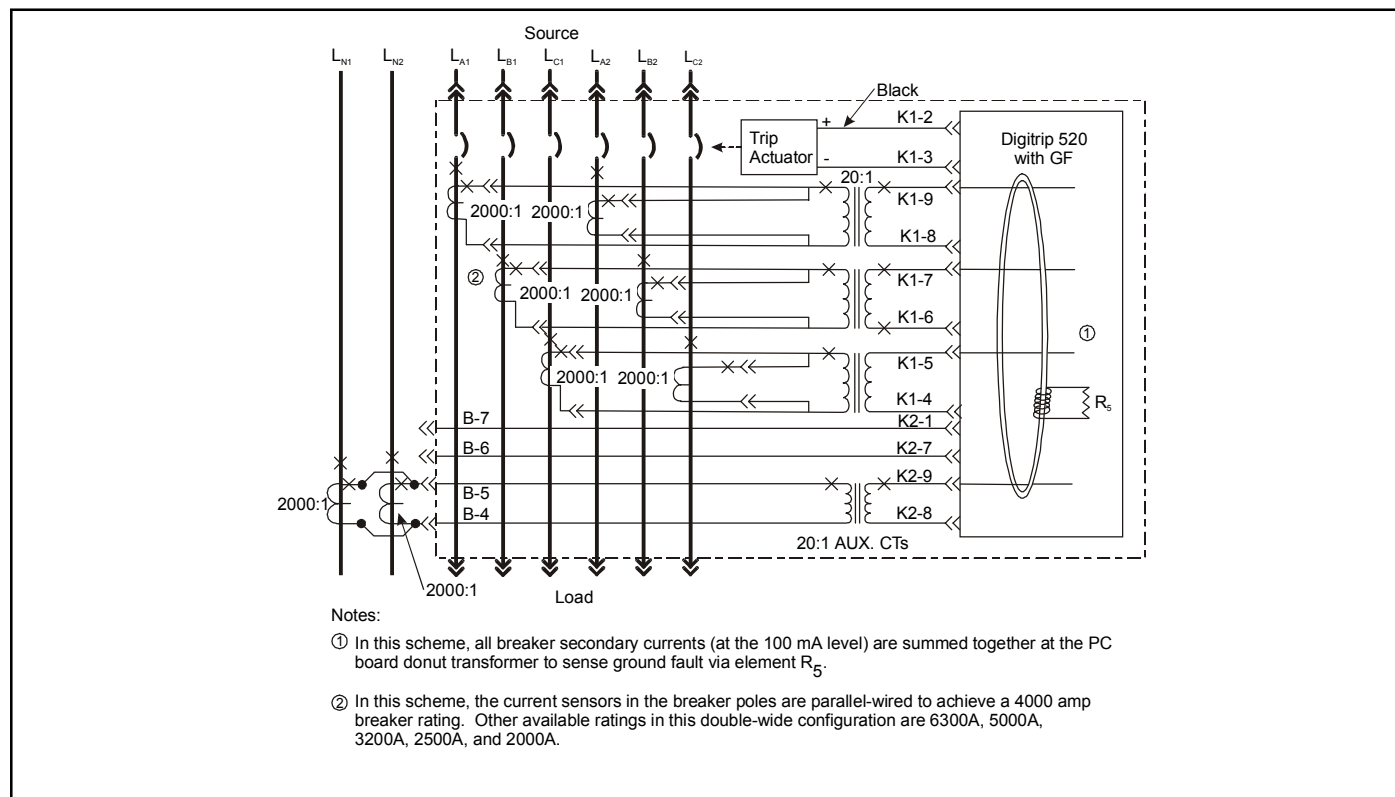 Source
LN1 LN2 LA1 LB1 LC1 LA2 LB2 LC2
Black
+
K1-2
Trip
Actuator
Digitrip 520
with GF
-
K1-3
20:1
K1-9
2000:1
2000:1
K1-8
②
2000:1
2000:1
K1-7
K1-6
①
2000:1
2000:1
K1-5
K1-4
R5
B-7
K2-1
B-6
K2-7
K2-9
2000:1
B-5
B-4
K2-8
20:1 AUX. CTs
2000:1
Load
Notes:
① In this scheme, all breaker secondary currents (at the 100 mA level) are summed together at the PC
board donut transformer to sense ground fault via element R5.
② In this scheme, the current sensors in the breaker poles are parallel-wired to achieve a 4000 amp
breaker rating. Other available ratings in this double-wide configuration are 6300A, 5000A,
3200A, 2500A, and 2000A.